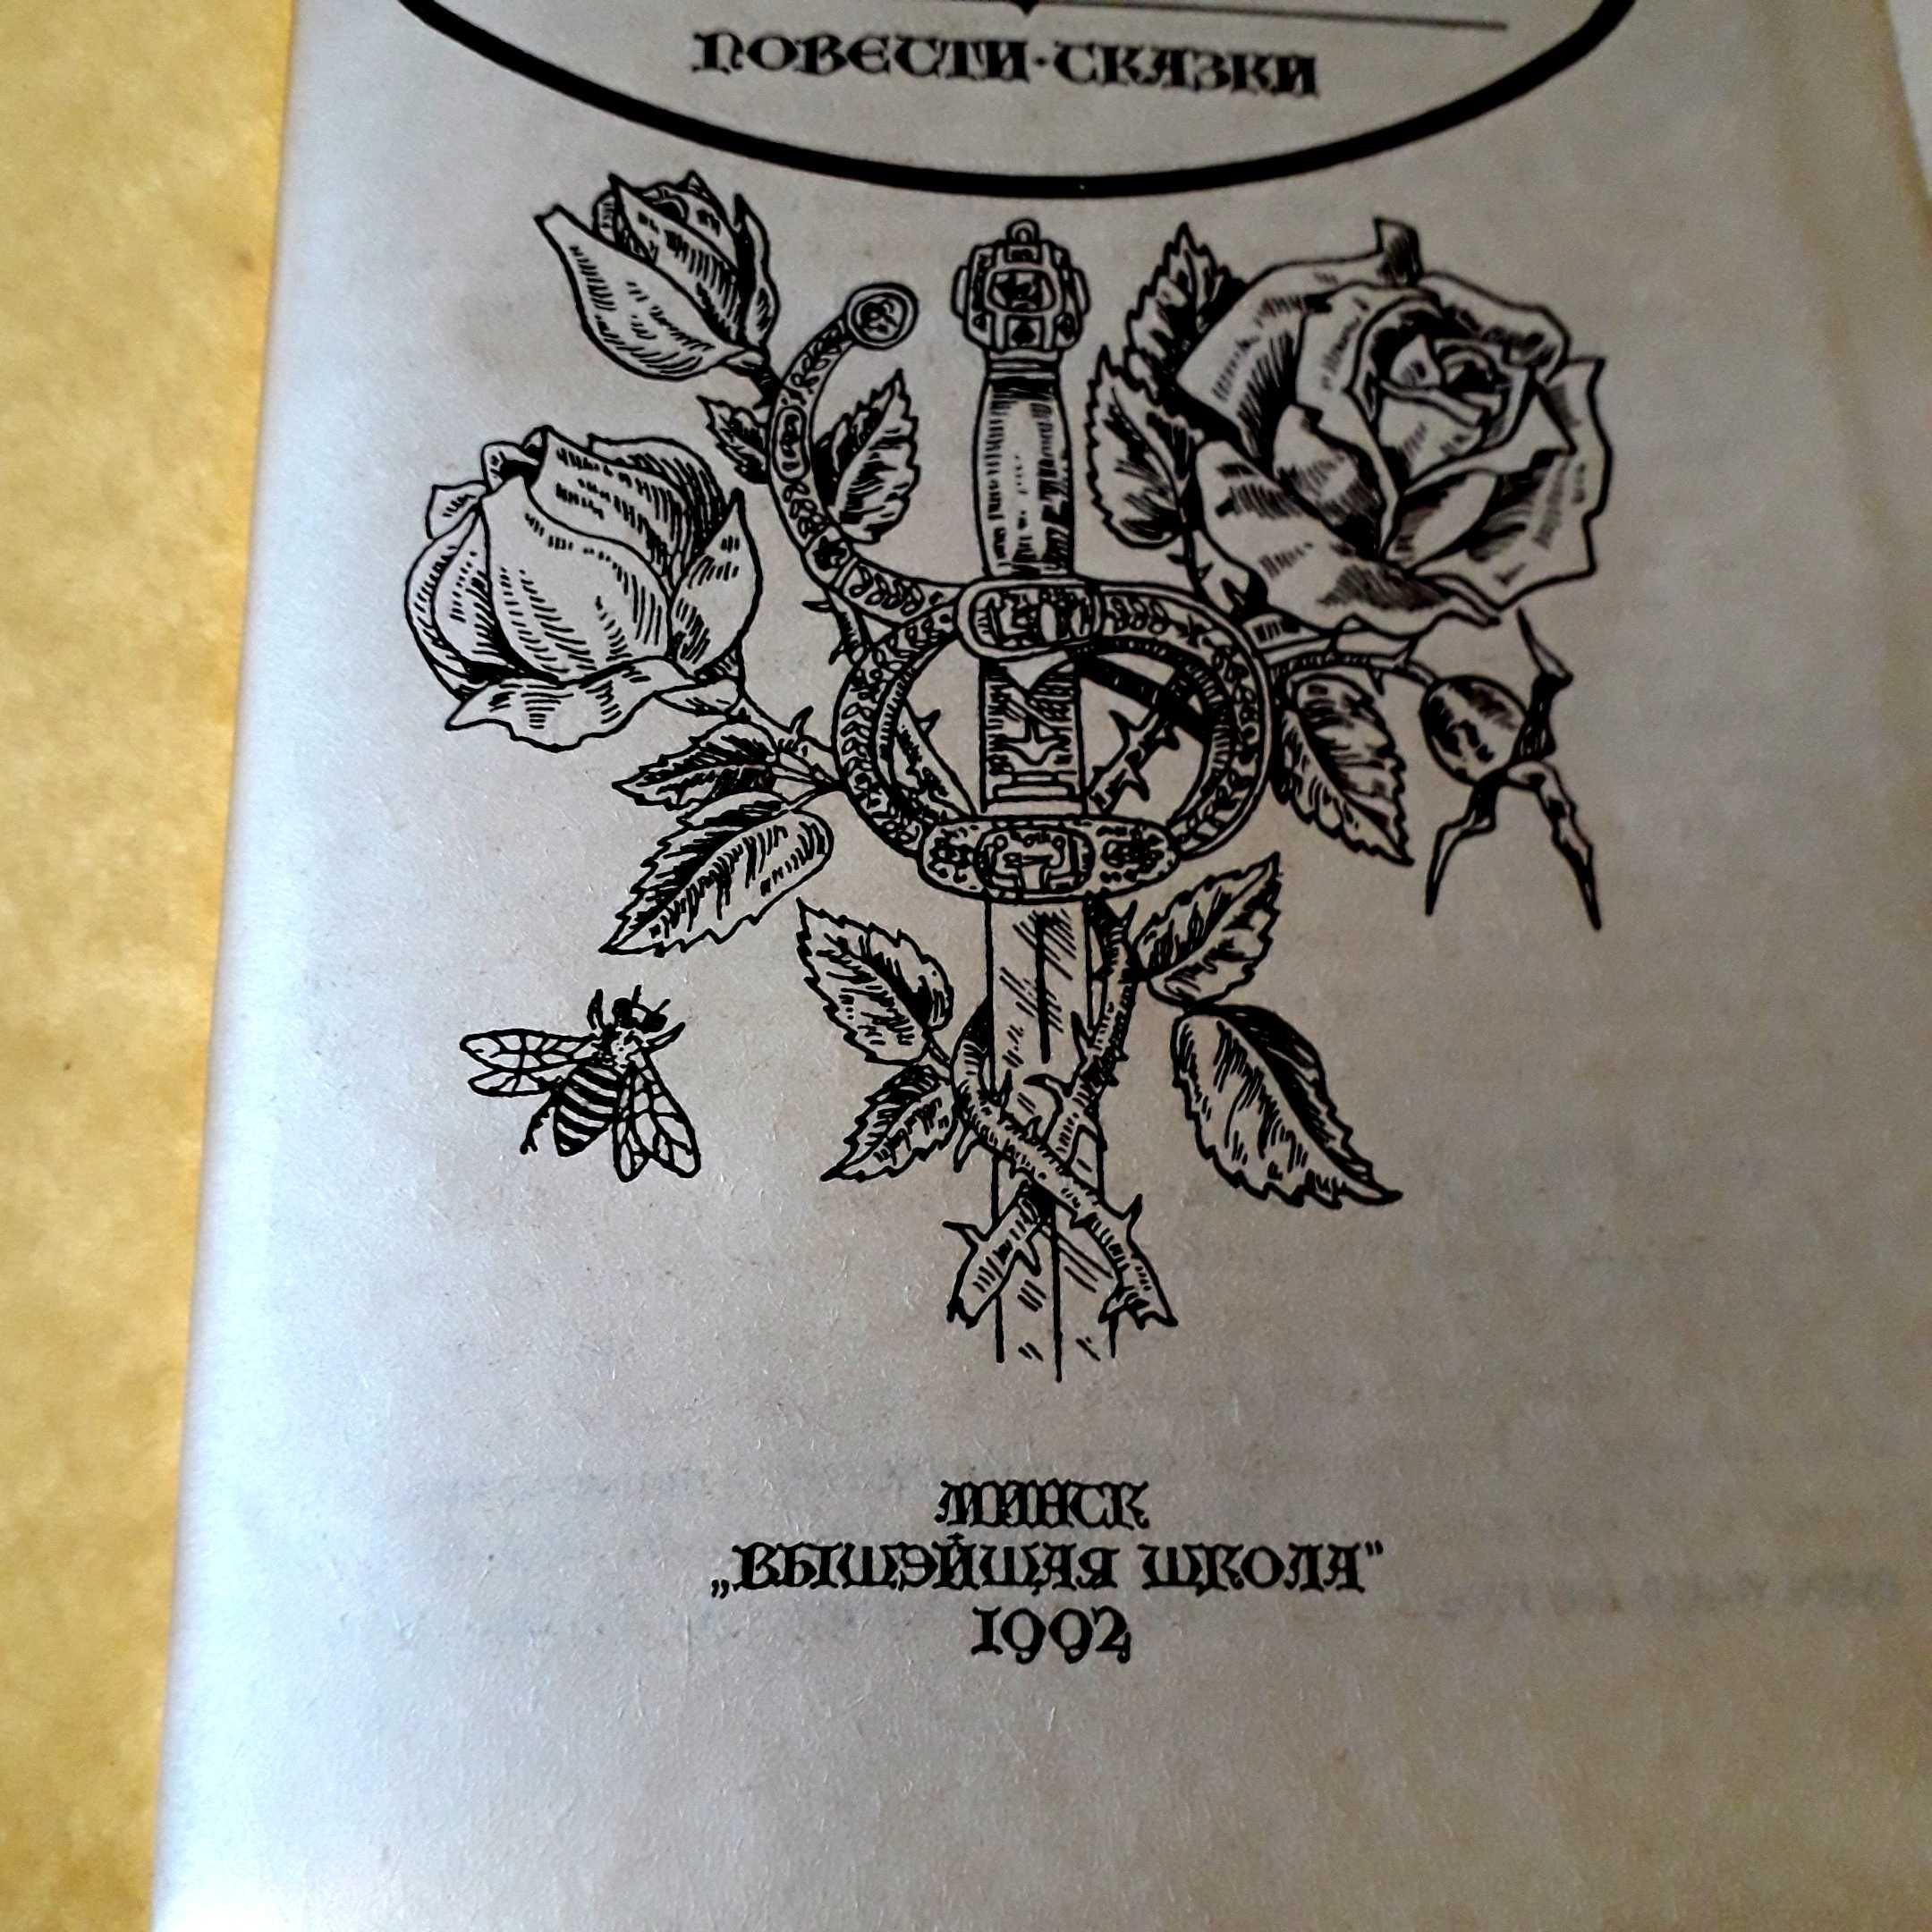 ПОВЕСТИ·СКАЗКИ
МИНСК
„ВЫШЭЙШАЯ ШКОЛА”
1992